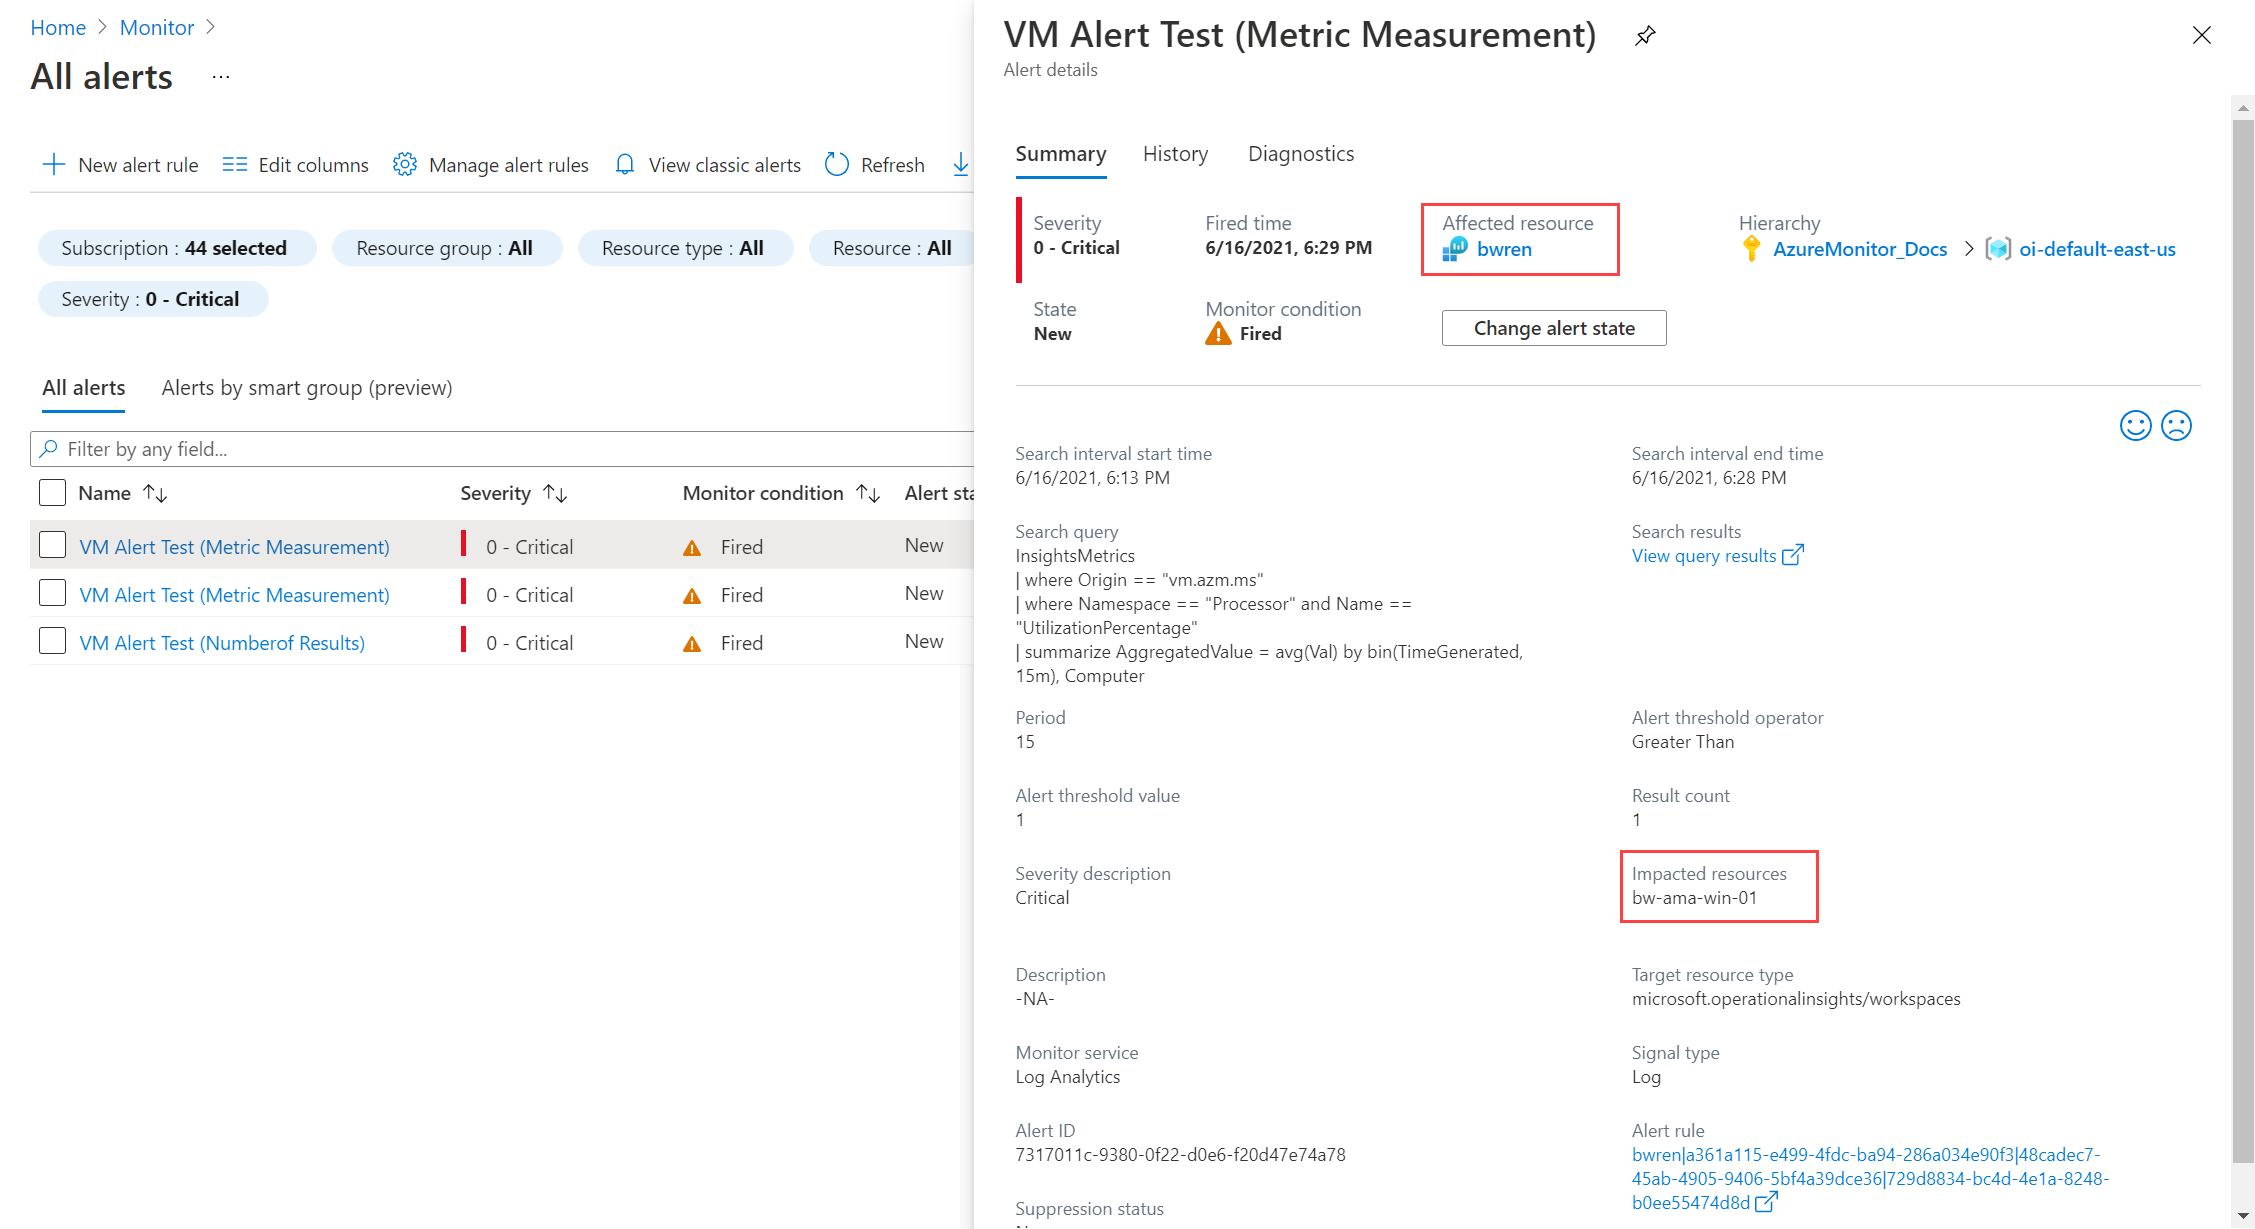 Home > Monitor >
All alerts ...
New alert rule Edit columns Manage alert rules View classic alerts Refresh
Subscription : 44 selected Resource group : All Resource type : All Resource : All
Severity : 0 - Critical
All alerts Alerts by smart group (preview)
Filter by any field...
Name Severity Monitor condition Alert sta
VM Alert Test (Metric Measurement) 0 - Critical Fired New
VM Alert Test (Metric Measurement) 0 - Critical Fired New
VM Alert Test (Numberof Results) 0 - Critical Fired New
VM Alert Test (Metric Measurement)
Alert details
Summary History Diagnostics
Severity Fired time Affected resource Hierarchy
0 - Critical 6/16/2021, 6:29 PM bwren AzureMonitor_Docs > oi-default-east-us
State Monitor condition
New Fired Change alert state
Search interval start time Search interval end time
6/16/2021, 6:13 PM 6/16/2021, 6:28 PM
Search query Search results
InsightsMetrics View query results
| where Origin == "vm.azm.ms"
| where Namespace == "Processor" and Name ==
"UtilizationPercentage"
| summarize AggregatedValue = avg(Val) by bin(TimeGenerated,
15m), Computer
Period Alert threshold operator
15 Greater Than
Alert threshold value Result count
1 1
Severity description Impacted resources
Critical bw-ama-win-01
Description Target resource type
-NA- microsoft.operationalinsights/workspaces
Monitor service Signal type
Log Analytics Log
Alert ID Alert rule
7317011c-9380-0f22-d0e6-f20d47e74a78 bwren|a361a115-e499-4fdc-ba94-286a034e90f3|48cadec7-
45ab-4905-9406-5bf4a39dce36|729d8834-bc4d-4e1a-8248-
b0ee55474d8d
Suppression status